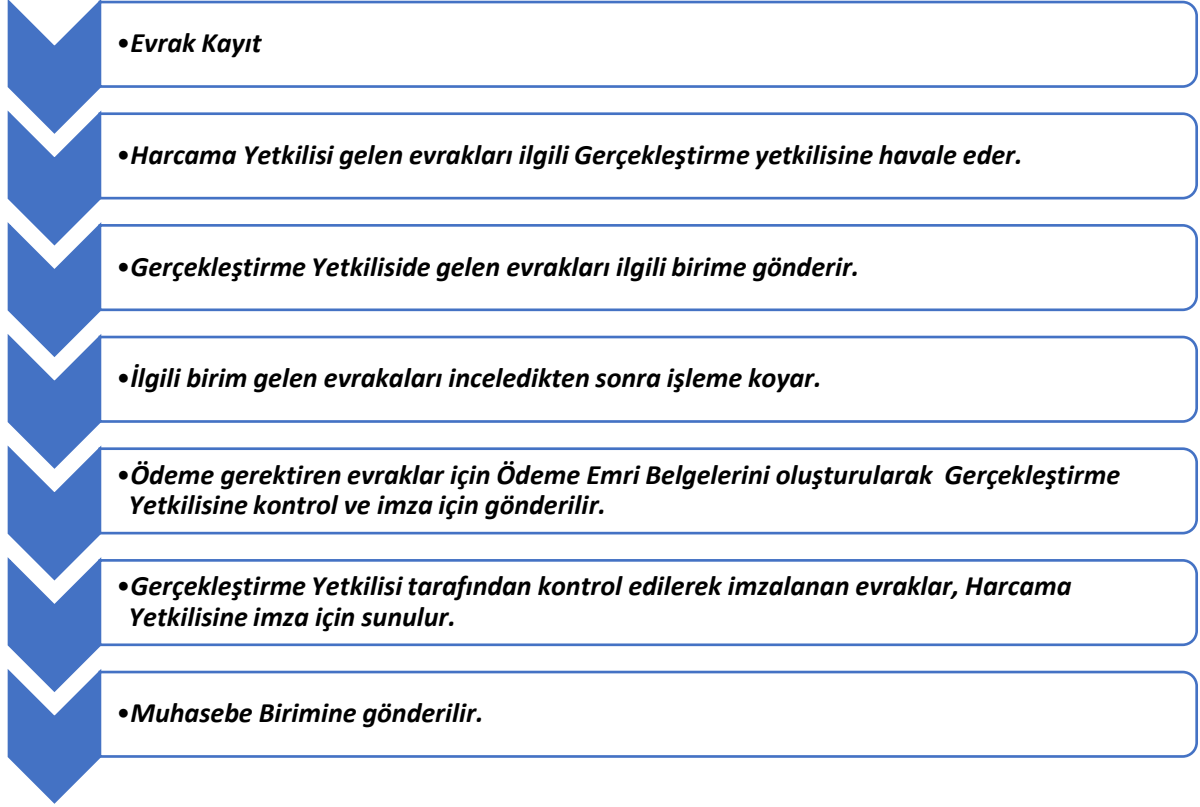 •Evrak Kayıt
•Harcama Yetkilisi gelen evrakları ilgili Gerçekleştirme yetkilisine havale eder.
•Gerçekleştirme Yetkiliside gelen evrakları ilgili birime gönderir.
•İlgili birim gelen evrakaları inceledikten sonra işleme koyar.
•Ödeme gerektiren evraklar için Ödeme Emri Belgelerini oluşturularak Gerçekleştirme
Yetkilisine kontrol ve imza için gönderilir.
•Gerçekleştirme Yetkilisi tarafından kontrol edilerek imzalanan evraklar, Harcama
Yetkilisine imza için sunulur.
•Muhasebe Birimine gönderilir.